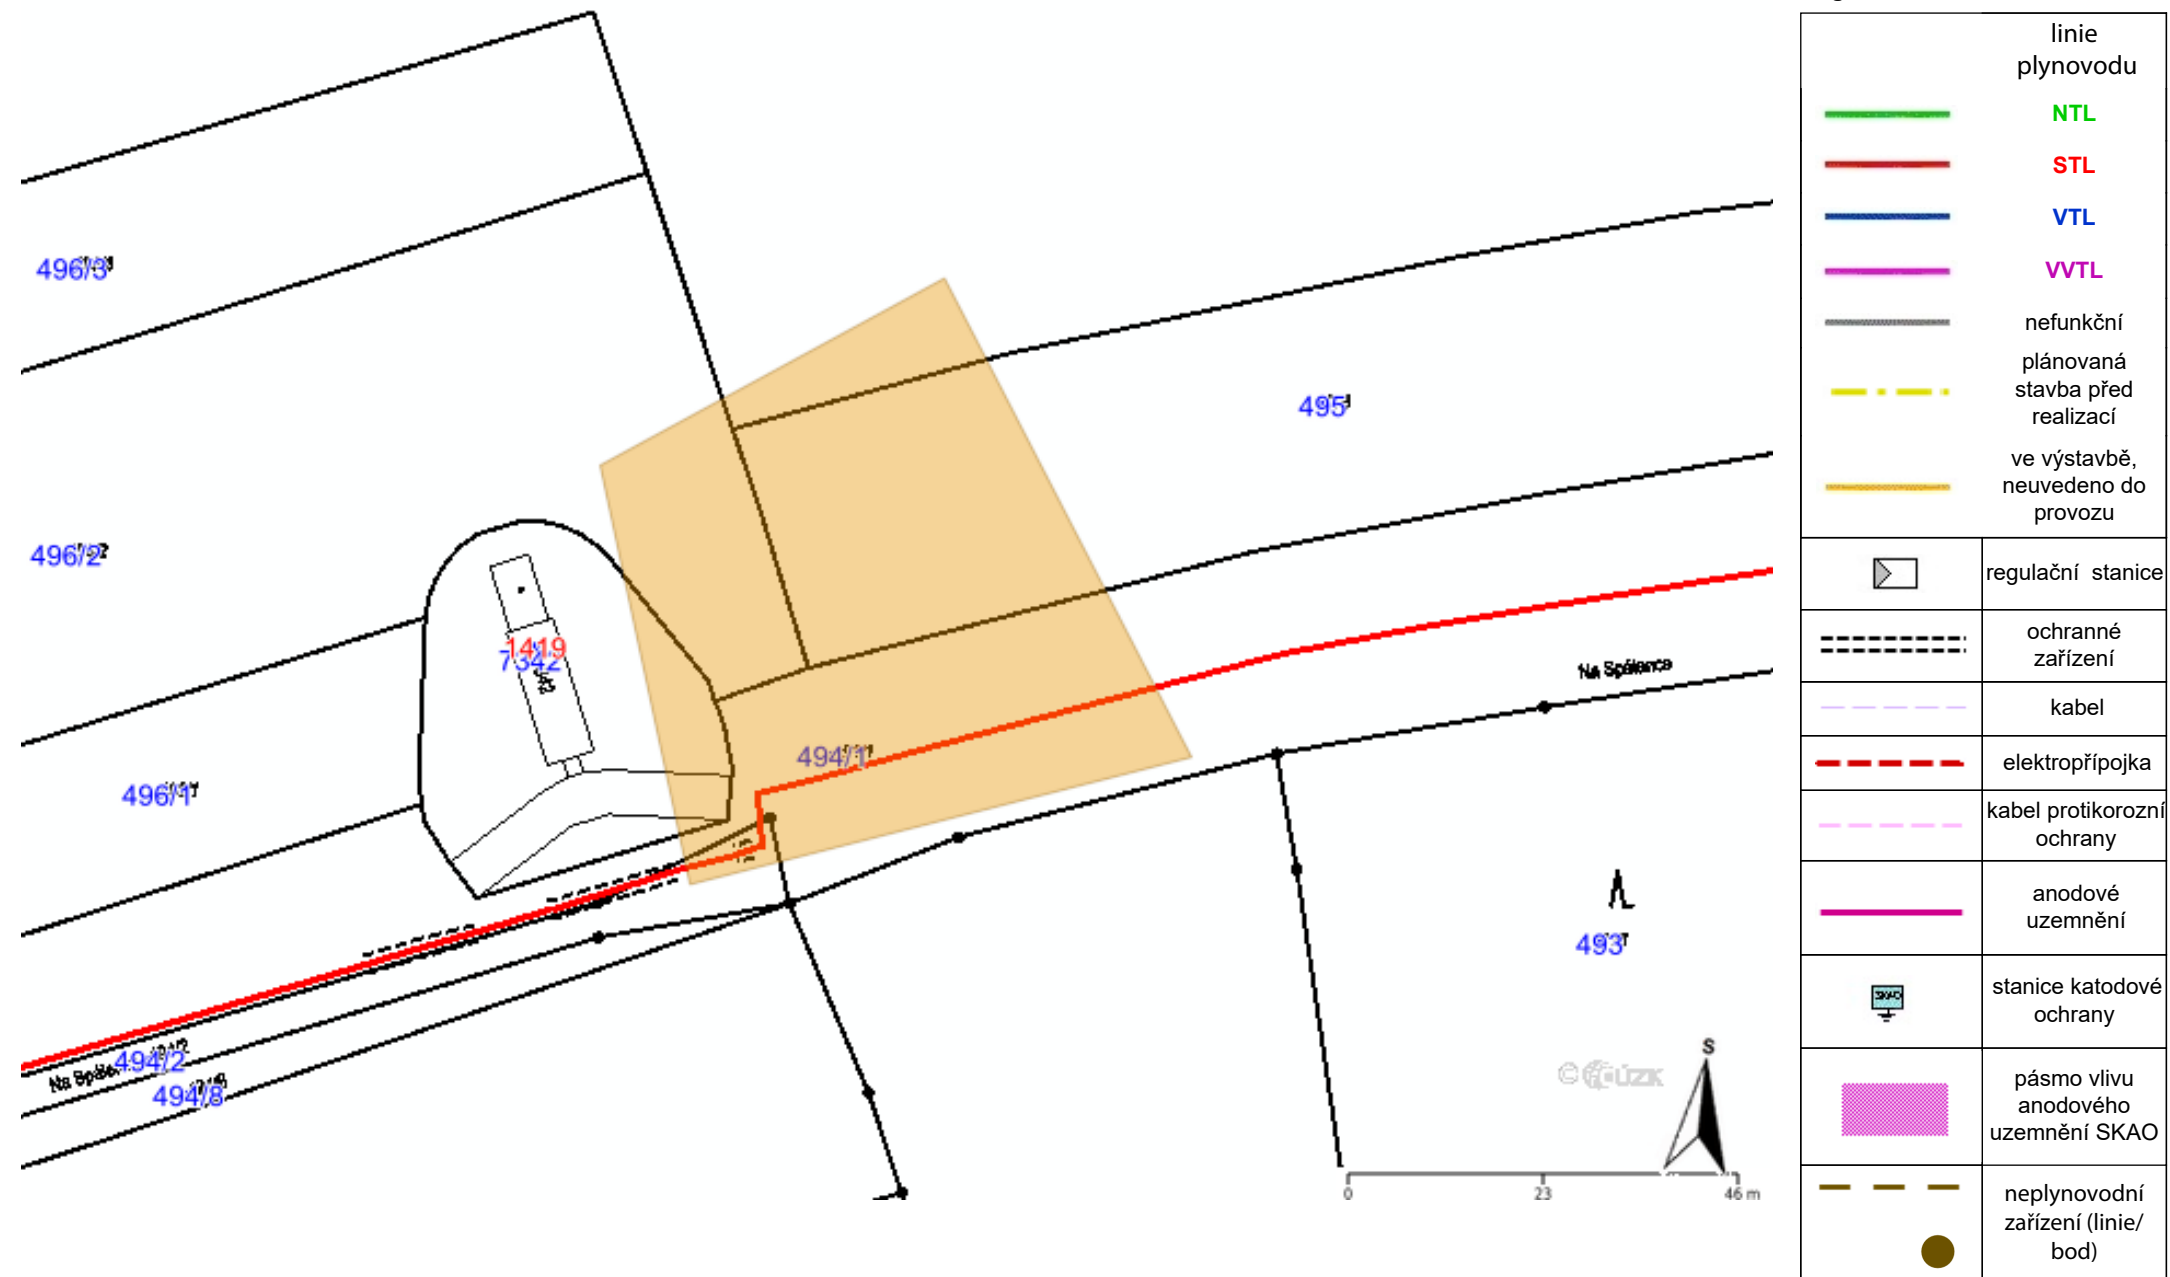 496/3
496/2
496/1
495
1419
7342
494/1
Na Spálence
493
494/2
494/8
S
0 23 46 m
© ČÚZK
linie
plynovodu
NTL
STL
VTL
VVTL
nefunkční
plánovaná
stavba před
realizací
ve výstavbě,
neuvedeno do
provozu
regulační stanice
ochranné
zařízení
kabel
elektropřípojka
kabel protikorozní
ochrany
anodové
uzemnění
SKAO
stanice katodové
ochrany
pásmo vlivu
anodového
uzemnění SKAO
neplynovodní
zařízení (linie/
bod)